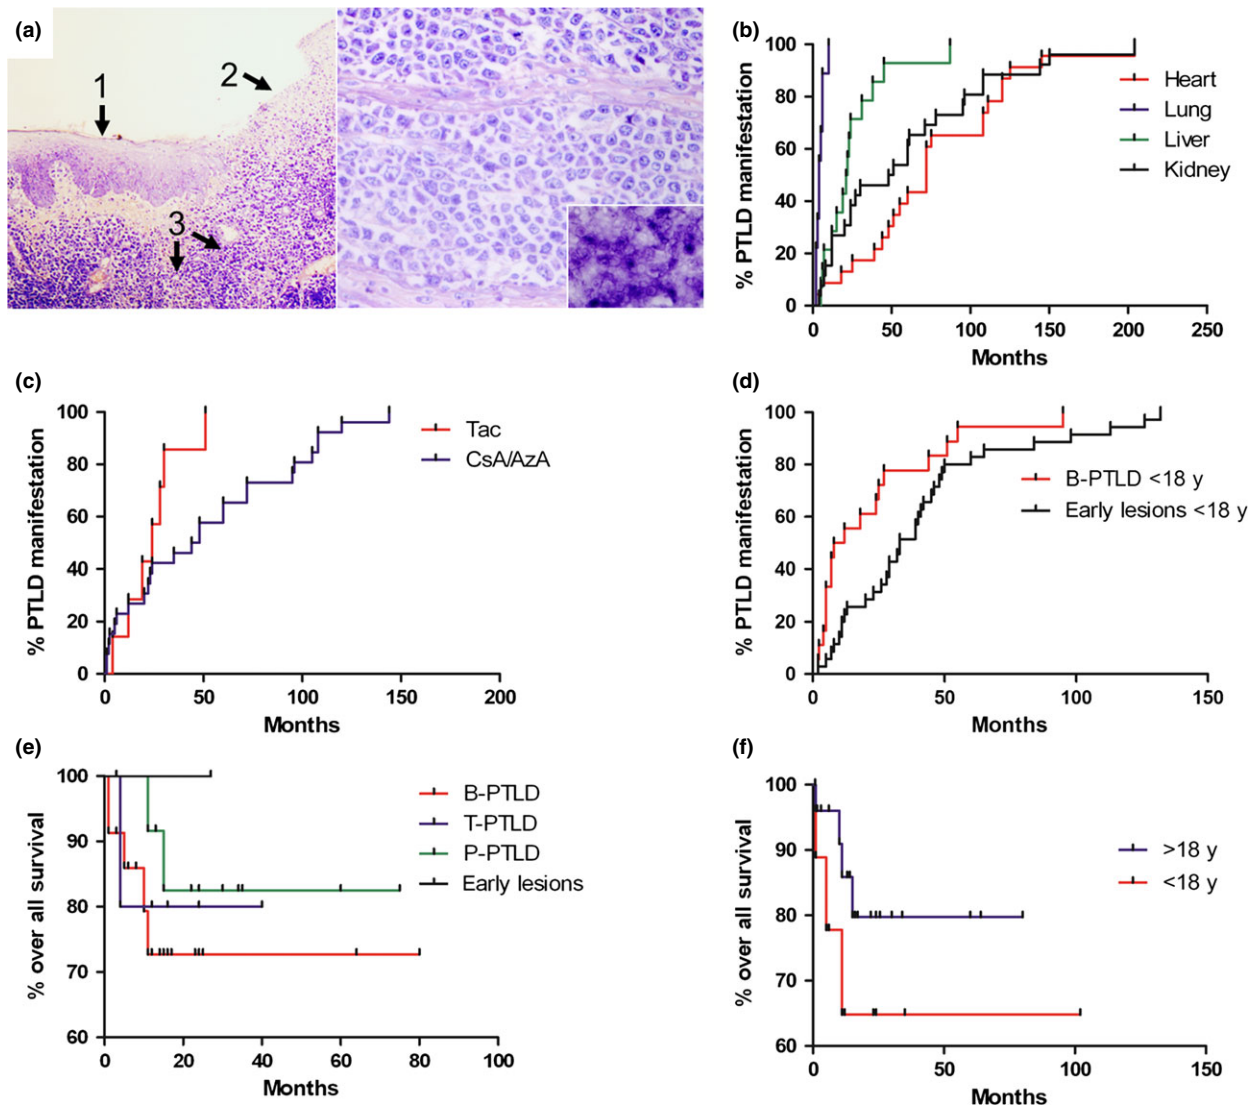 (a)
1
2
3
(b)
% PTLD manifestation
100
80
60
40
20
0
0 50 100 150 200 250
Months
Heart
Lung
Liver
Kidney
(c)
% PTLD manifestation
100
80
60
40
20
0
0 50 100 150 200
Months
Tac
CsA/AzA
(d)
% PTLD manifestation
100
80
60
40
20
0
0 50 100 150
Months
B-PTLD <18 y
Early lesions <18 y
(e)
% over all survival
100
90
80
70
60
0 20 40 60 80 100
Months
B-PTLD
T-PTLD
P-PTLD
Early lesions
(f)
% over all survival
100
90
80
70
60
0 50 100 150
Months
>18 y
<18 y